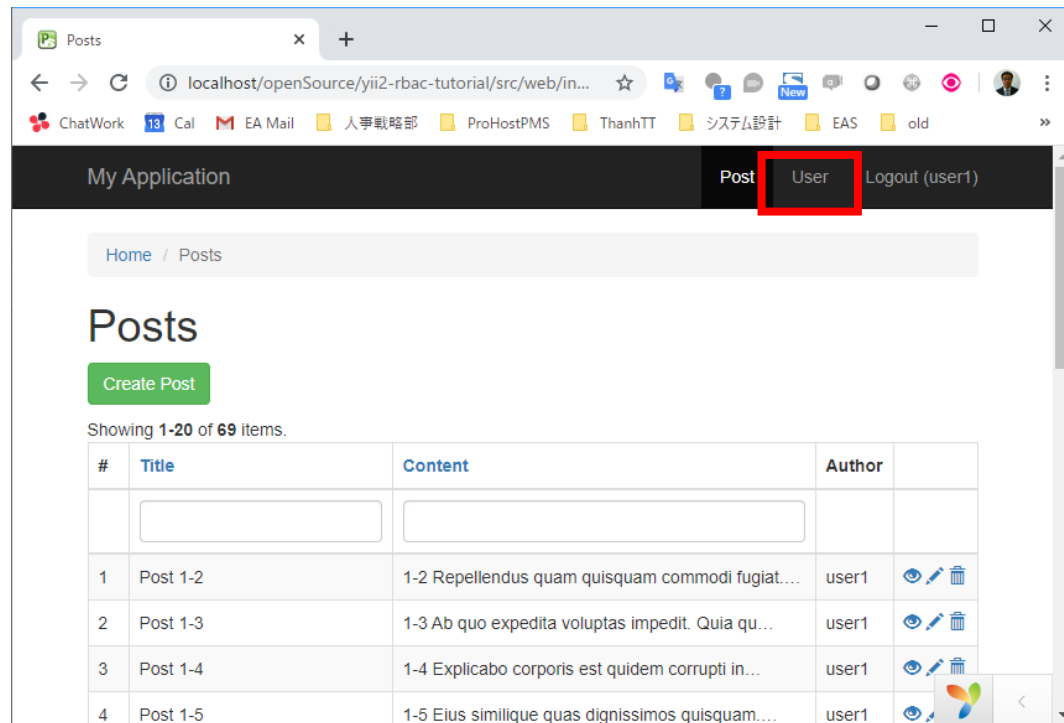 Posts
localhost/openSource/yii2-rbac-tutorial/src/web/in...
New
ChatWork 13 Cal EA Mail 人事戦略部 ProHostPMS ThanhTT システム設計 EAS old »
My Application Post User Logout (user1)
Home / Posts
Posts
Create Post
Showing 1-20 of 69 items.
# Title Content Author
1 Post 1-2 1-2 Repellendus quam quisquam commodi fugiat.… user1
2 Post 1-3 1-3 Ab quo expedita voluptas impedit. Quia qu… user1
3 Post 1-4 1-4 Explicabo corporis est quidem corrupti in… user1
4 Post 1-5 1-5 Eius similique quas dignissimos quisquam.… user1